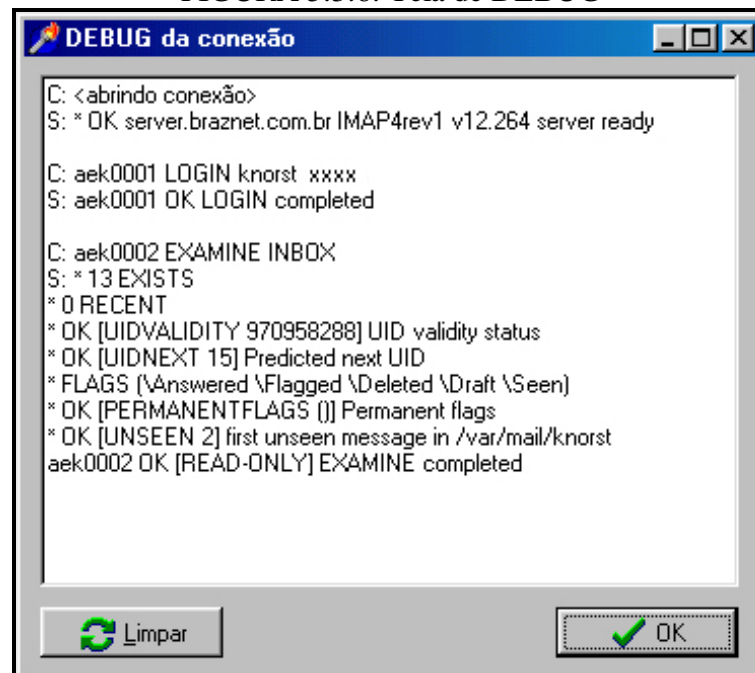 DEBUG da conexão
C: <abrindo conexão>
S: * OK server.braznet.com.br IMAP4rev1 v12.264 server ready
C: aek0001 LOGIN knorst xxxx
S: aek0001 OK LOGIN completed
C: aek0002 EXAMINE INBOX
S: * 13 EXISTS
* 0 RECENT
* OK [UIDVALIDITY 970958288] UID validity status
* OK [UIDNEXT 15] Predicted next UID
* FLAGS (\Answered \Flagged \Deleted \Draft \Seen)
* OK [PERMANENTFLAGS ()] Permanent flags
* OK [UNSEEN 2] first unseen message in /var/mail/knorst
aek0002 OK [READ-ONLY] EXAMINE completed
Limpar
OK